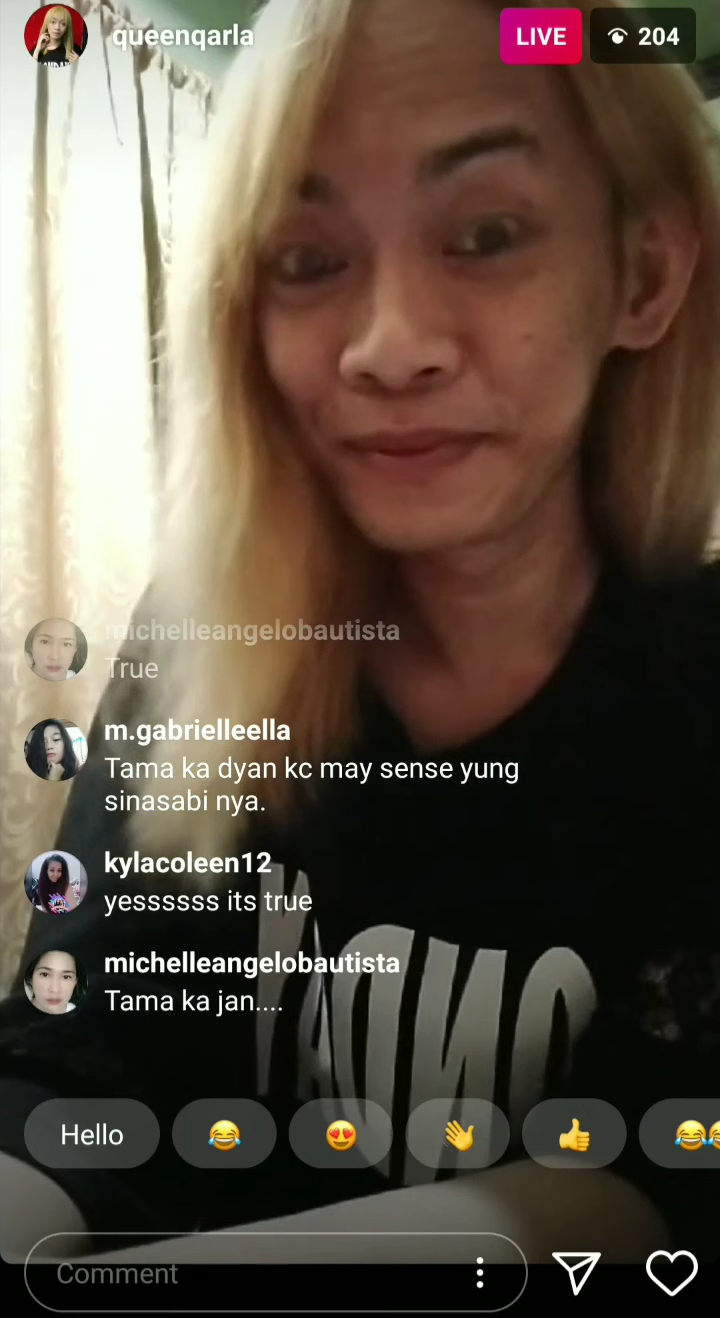 queenqarla
LIVE
204
michelleangelobautista
True
m.gabrielleella
Tama ka dyan kc may sense yung
sinasabi nya.
kylacoleen12
yessssss its true
michelleangelobautista
Tama ka jan....
Hello
Comment